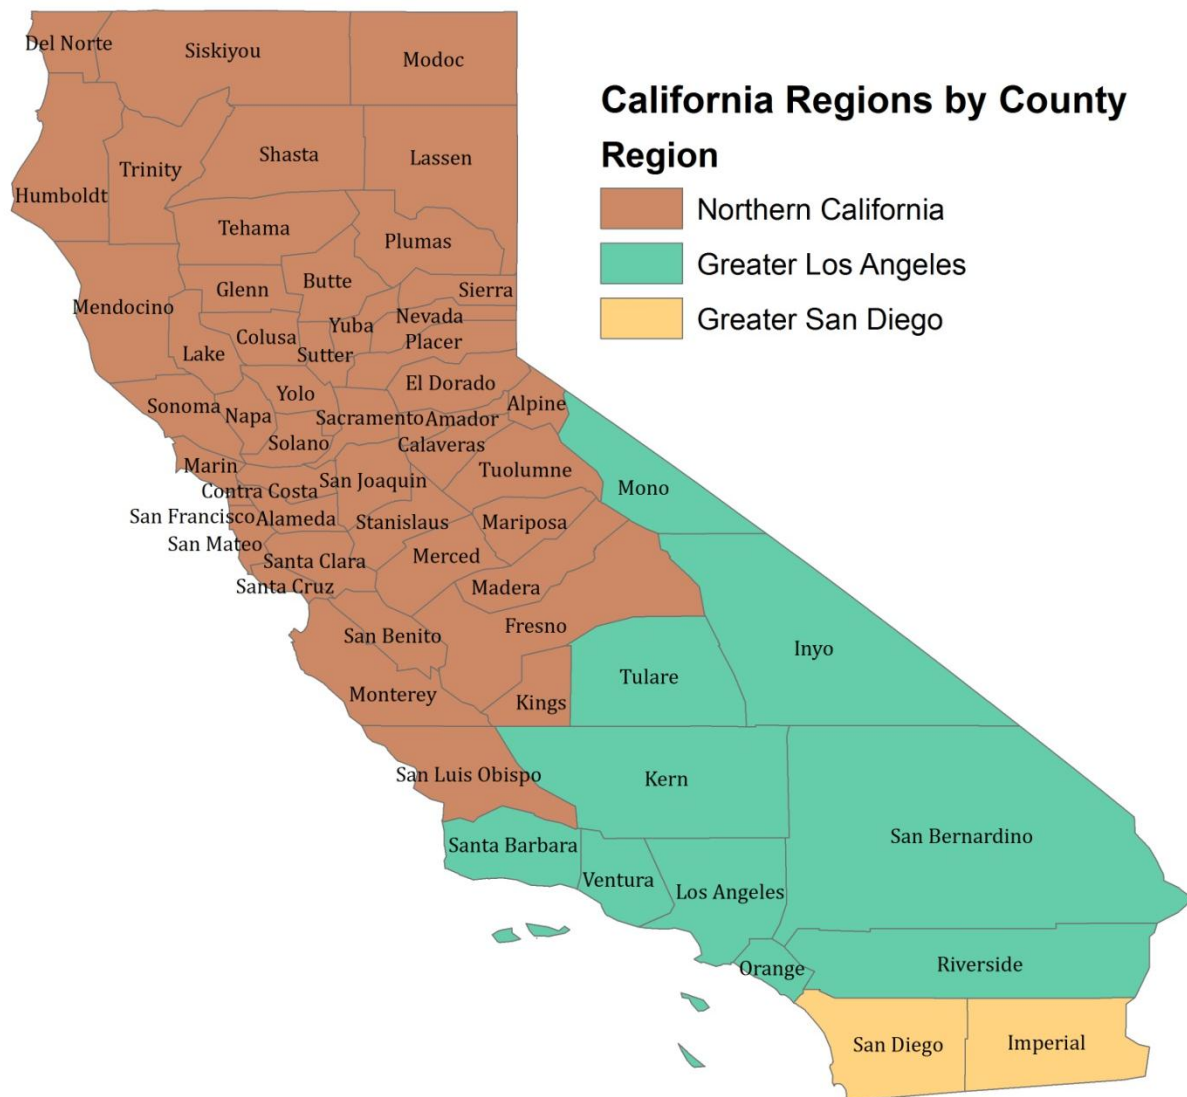 California Regions by County
Region
Northern California
Greater Los Angeles
Greater San Diego
Del Norte
Siskiyou
Modoc
Humboldt
Trinity
Shasta
Lassen
Tehama
Plumas
Mendocino
Glenn
Butte
Sierra
Lake
Colusa
Sutter
Yuba
Nevada
Placer
Sonoma
Napa
Yolo
El Dorado
Solano
Sacramento
Amador
Alpine
Marin
Calaveras
Contra Costa
San Joaquin
Tuolumne
Mono
San Francisco
Alameda
Stanislaus
Mariposa
San Mateo
Santa Clara
Merced
Santa Cruz
Madera
San Benito
Fresno
Inyo
Monterey
Kings
Tulare
San Luis Obispo
Kern
San Bernardino
Santa Barbara
Ventura
Los Angeles
Orange
Riverside
San Diego
Imperial